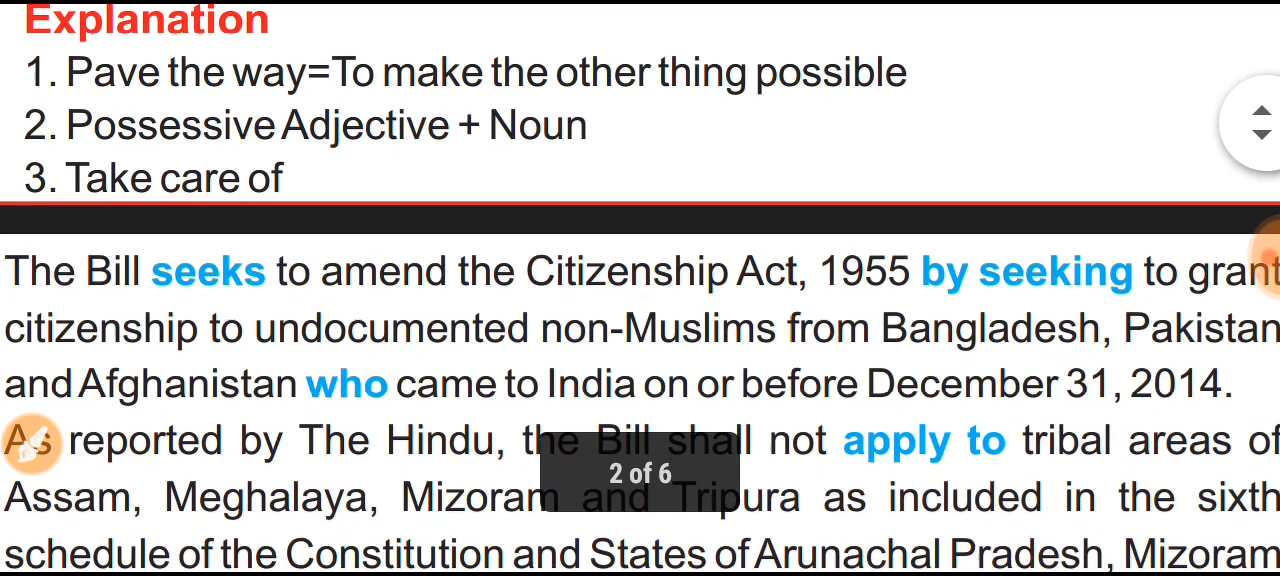 Explanation
1. Pave the way=To make the other thing possible
2. Possessive Adjective + Noun
3. Take care of
The Bill seeks to amend the Citizenship Act, 1955 by seeking to grant
citizenship to undocumented non-Muslims from Bangladesh, Pakistan
and Afghanistan who came to India on or before December 31, 2014.
As reported by The Hindu, the Bill shall not apply to tribal areas of
2 of 6
Assam, Meghalaya, Mizoram and Tripura as included in the sixth
schedule of the Constitution and States of Arunachal Pradesh, Mizoram